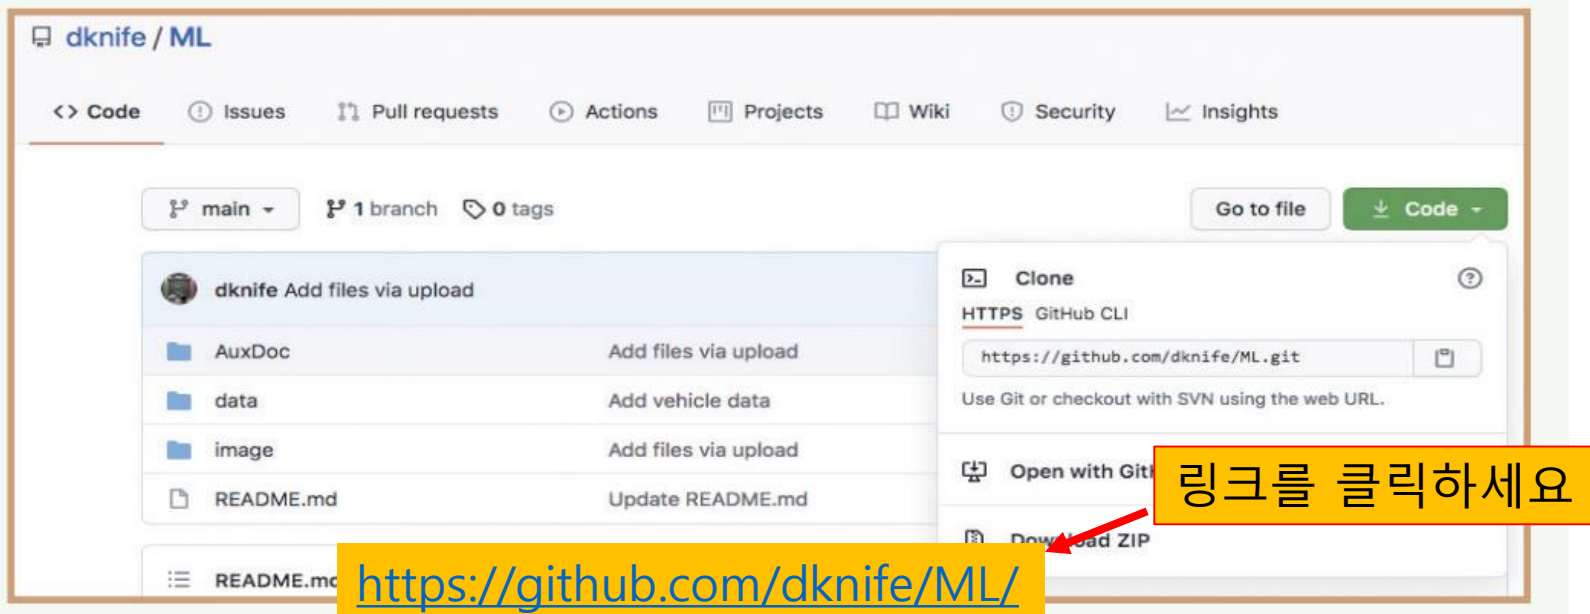 dknife / ML
<> Code Issues Pull requests Actions Projects Wiki Security Insights
main 1 branch 0 tags Go to file Code
dknife Add files via upload
Clone
HTTPS GitHub CLI
AuxDoc Add files via upload
https://github.com/dknife/ML.git
data Add vehicle data
Use Git or checkout with SVN using the web URL.
image Add files via upload
Open with
링크를 클릭하세요
README.md Update README.md
Download ZIP
README.md
https://github.com/dknife/ML/